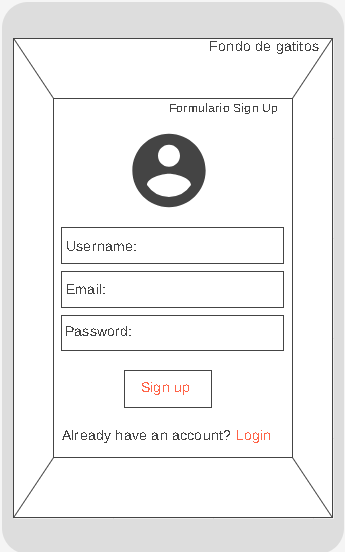 Fondo de gatitos
Formulario Sign Up
Username:
Email:
Password:
Sign up
Already have an account? Login